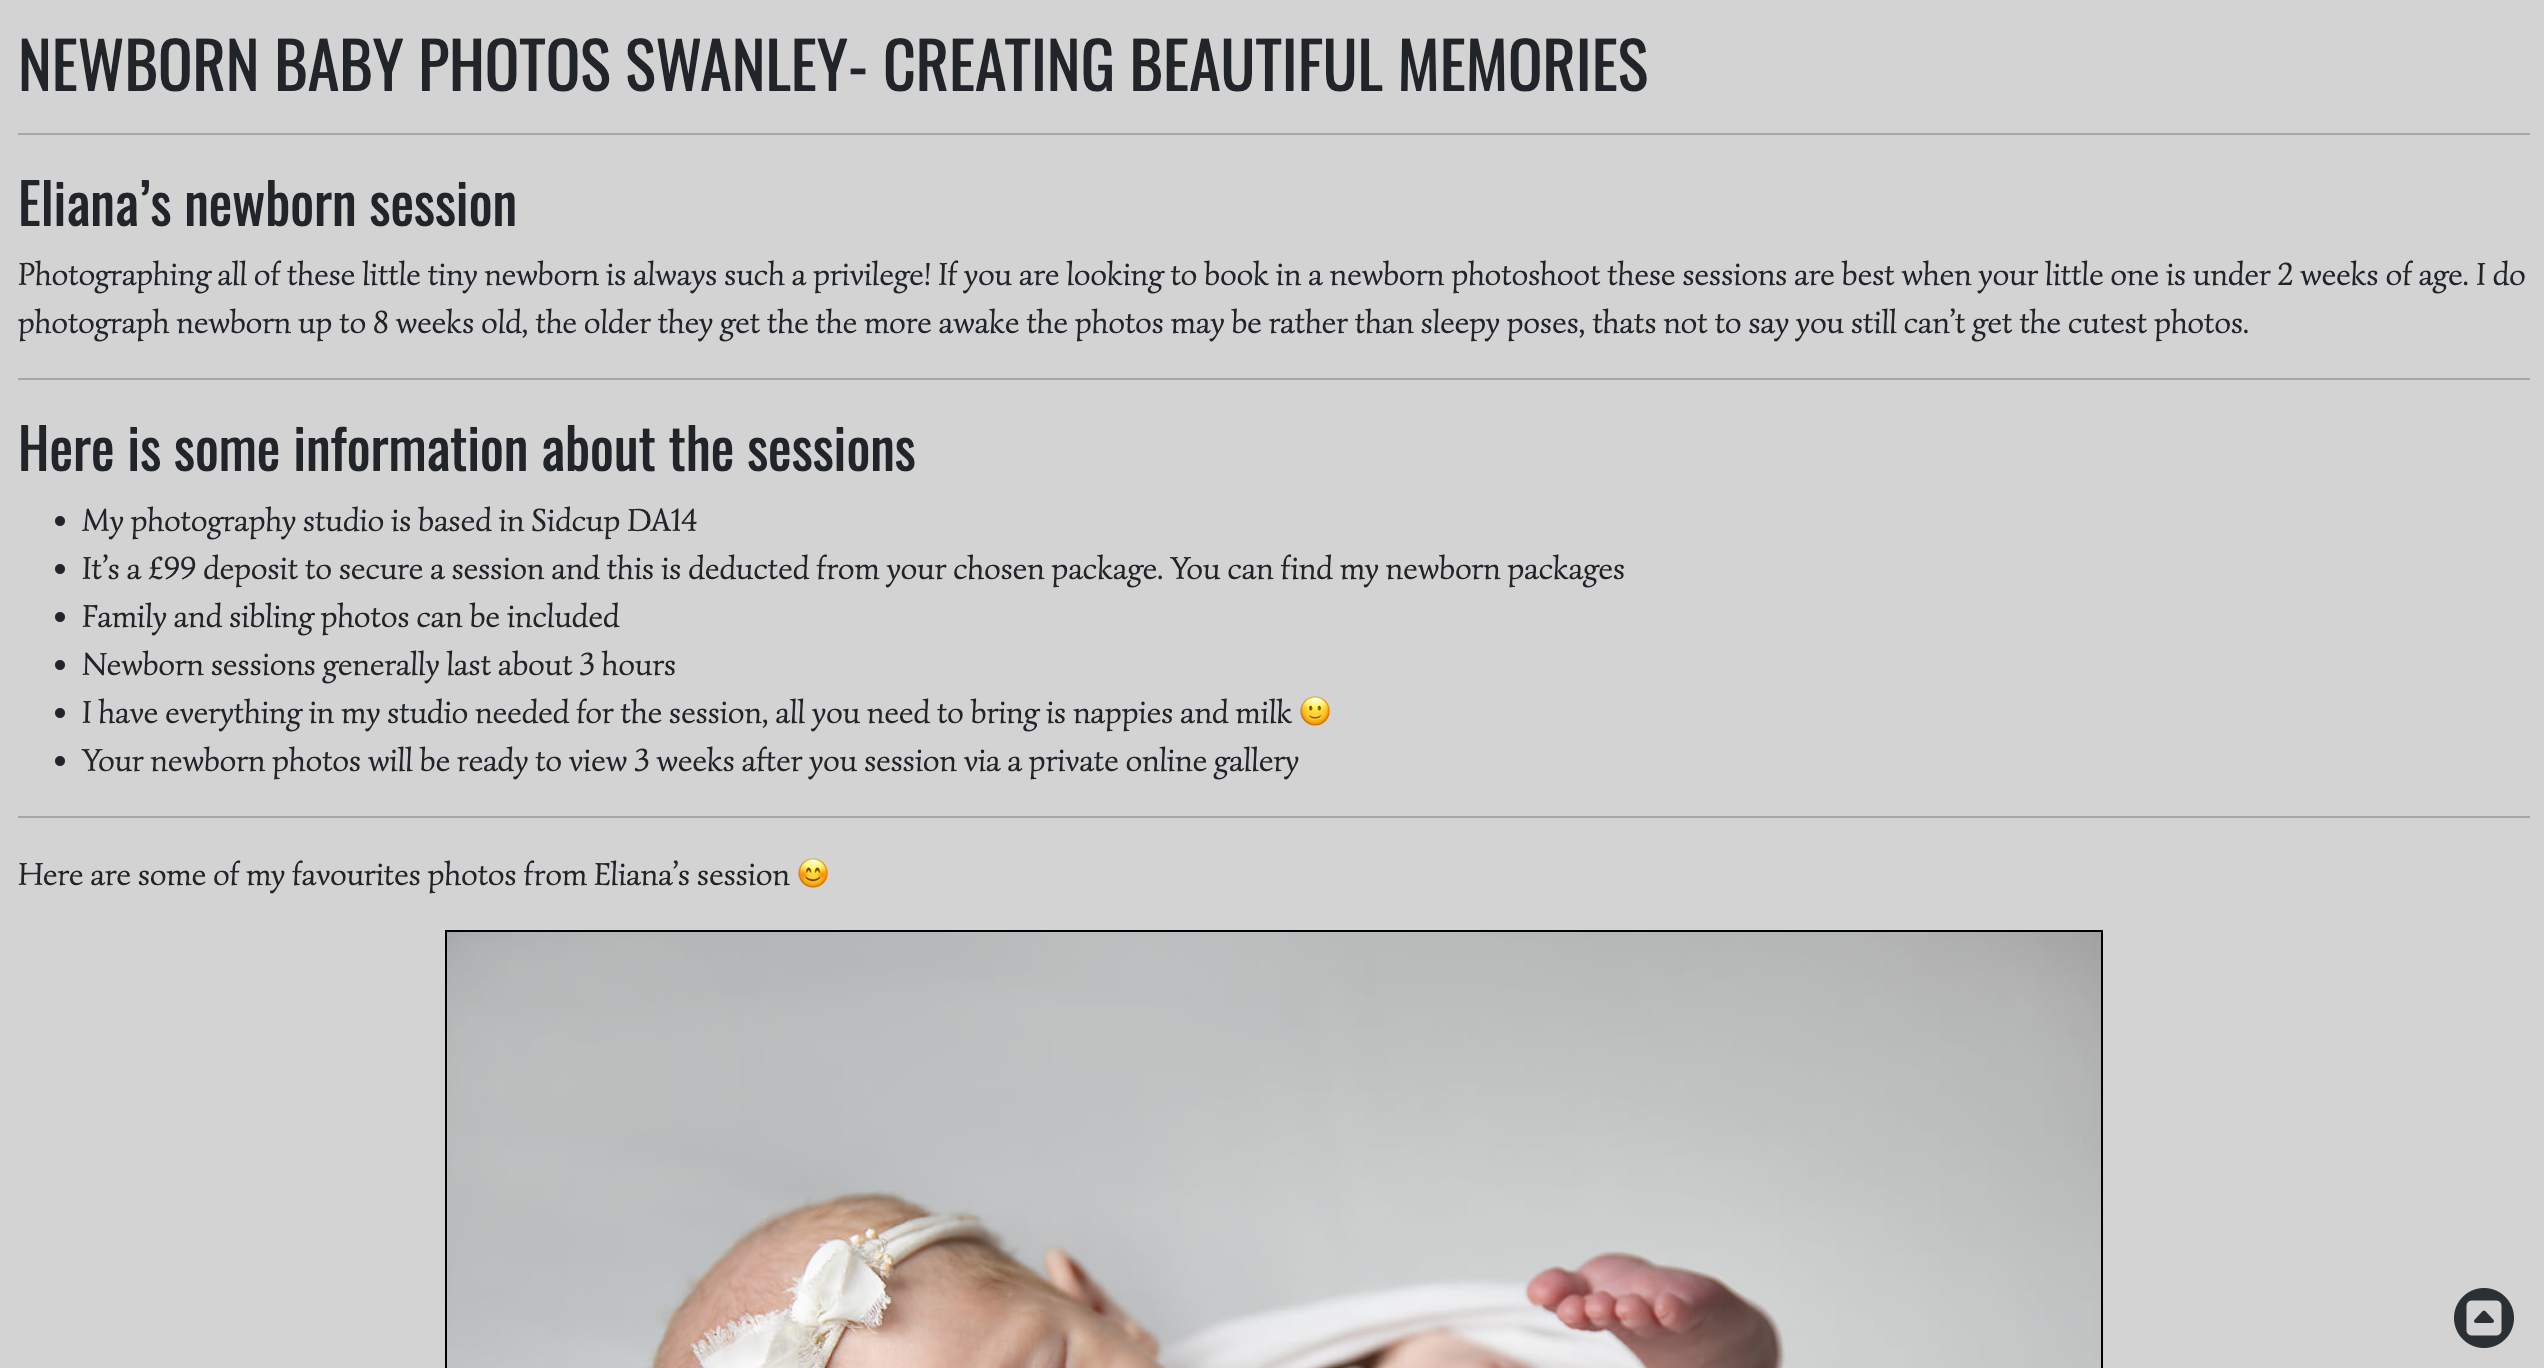 NEWBORN BABY PHOTOS SWANLEY- CREATING BEAUTIFUL MEMORIES
Eliana’s newborn session
Photographing all of these little tiny newborn is always such a privilege! If you are looking to book in a newborn photoshoot these sessions are best when your little one is under 2 weeks of age. I do
photograph newborn up to 8 weeks old, the older they get the the more awake the photos may be rather than sleepy poses, thats not to say you still can’t get the cutest photos.
Here is some information about the sessions
• My photography studio is based in Sidcup DA14
• It’s a £99 deposit to secure a session and this is deducted from your chosen package. You can find my newborn packages
• Family and sibling photos can be included
• Newborn sessions generally last about 3 hours
• I have everything in my studio needed for the session, all you need to bring is nappies and milk 🙂
• Your newborn photos will be ready to view 3 weeks after you session via a private online gallery
Here are some of my favourites photos from Eliana’s session 😊